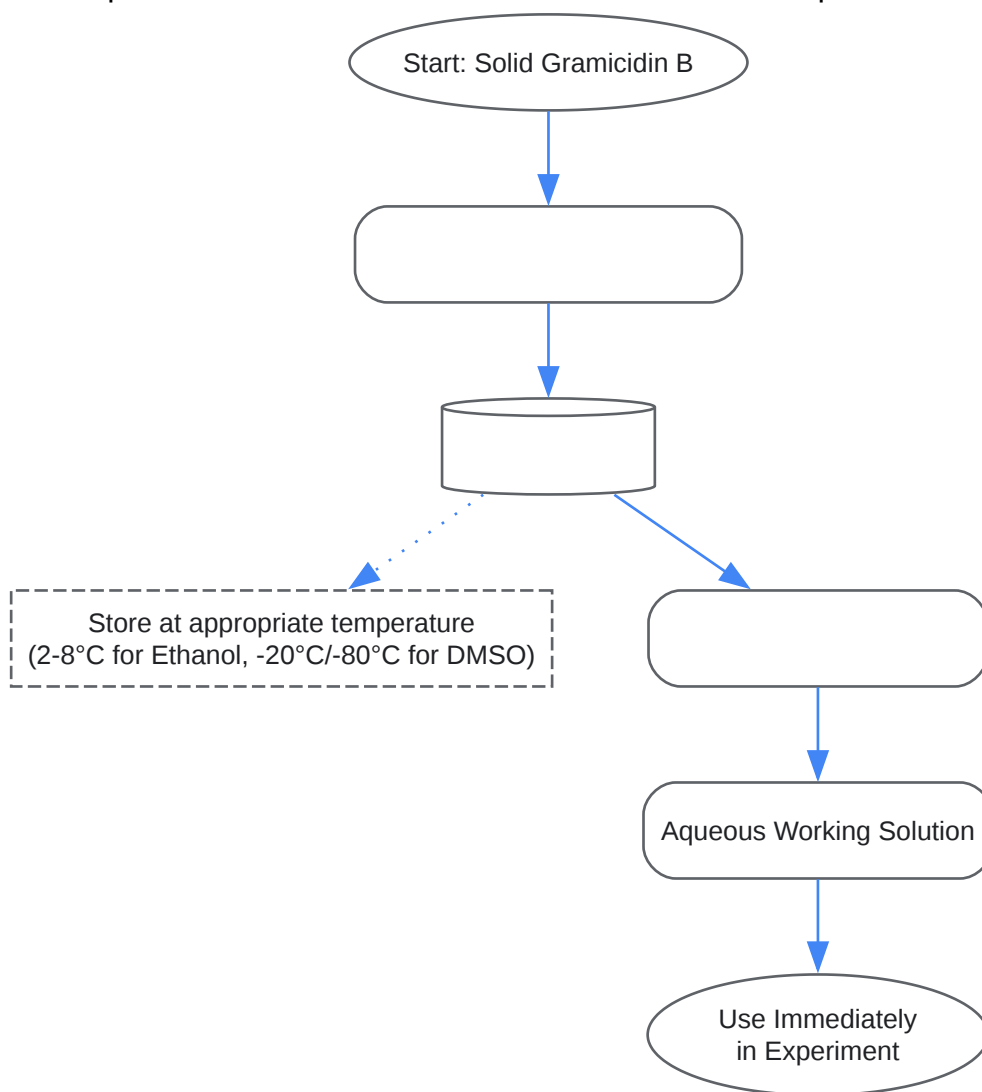 Start: Solid Gramicidin B
Store at appropriate temperature
(2-8°C for Ethanol, -20°C/-80°C for DMSO)
Aqueous Working Solution
Use Immediately
in Experiment